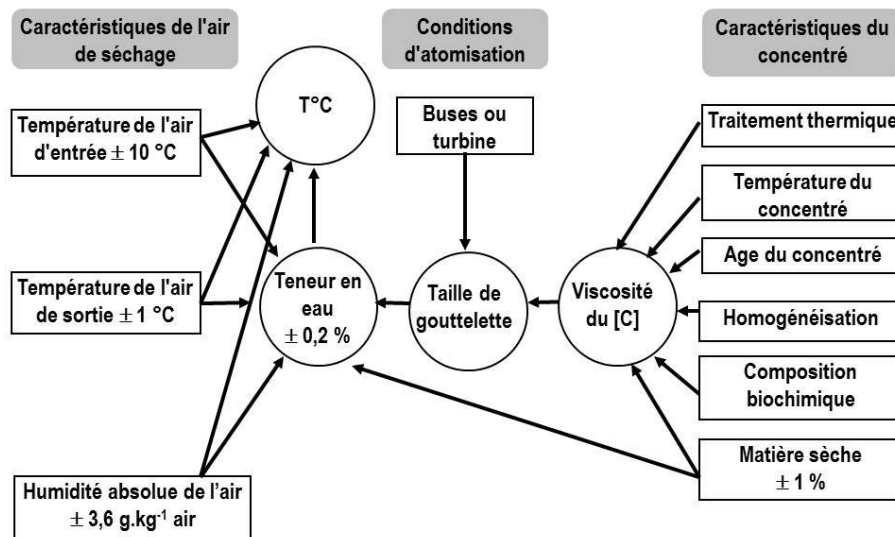 Caractéristiques de l'air
de séchage
Conditions
d'atomisation
Caractéristiques du
concentré
Température de l'air
d'entrée ± 10 °C
T°C
Buses ou
turbine
Traitement thermique
Température du
concentré
Age du concentré
Température de l'air
de sortie ± 1 °C
Teneur en
eau
± 0,2 %
Taille de
gouttelette
Viscosité
du [C]
Homogénéisation
Composition
biochimique
Matière sèche
± 1 %
Humidité absolue de l'air
± 3,6 g.kg⁻¹ air